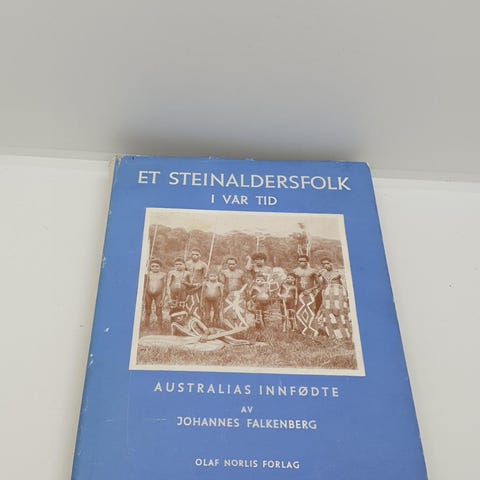 ET STEINALDERSFOLK
I VÅR TID
AUSTRALIAS INNFØDTE
AV
JOHANNES FALKENBERG
OLAF NORLIS FORLAG